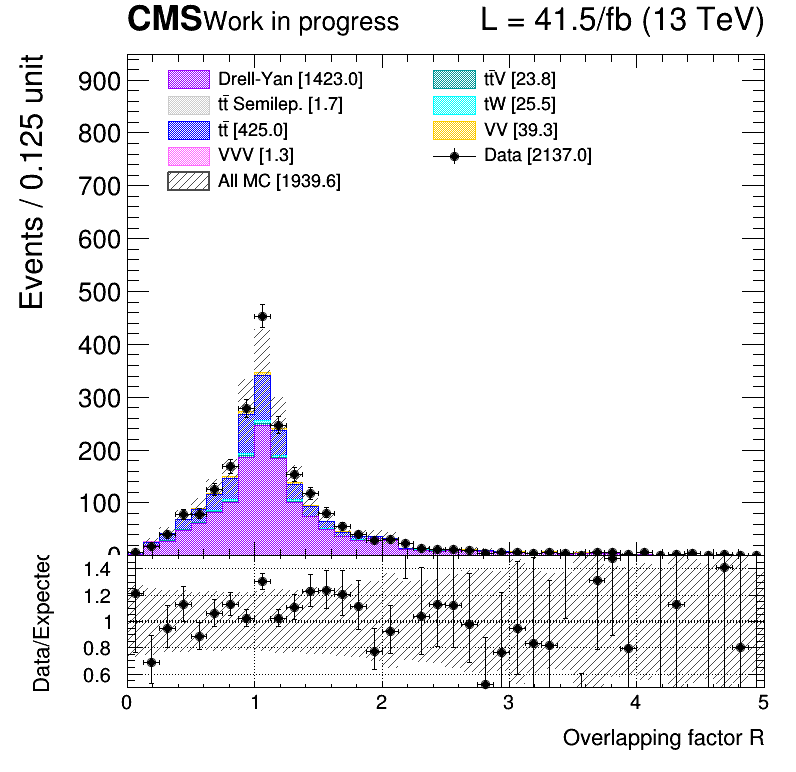 CMS Work in progress L = 41.5/fb (13 TeV)
Events / 0.125 unit
900
800
700
600
500
400
300
200
100
0
Drell-Yan [1423.0]
tt̄ Semilep. [1.7]
tt̄ [425.0]
VVV [1.3]
All MC [1939.6]
tt̄V [23.8]
tW [25.5]
VV [39.3]
Data [2137.0]
Data/Expected
1.4
1.2
1
0.8
0.6
0 1 2 3 4 5
Overlapping factor R